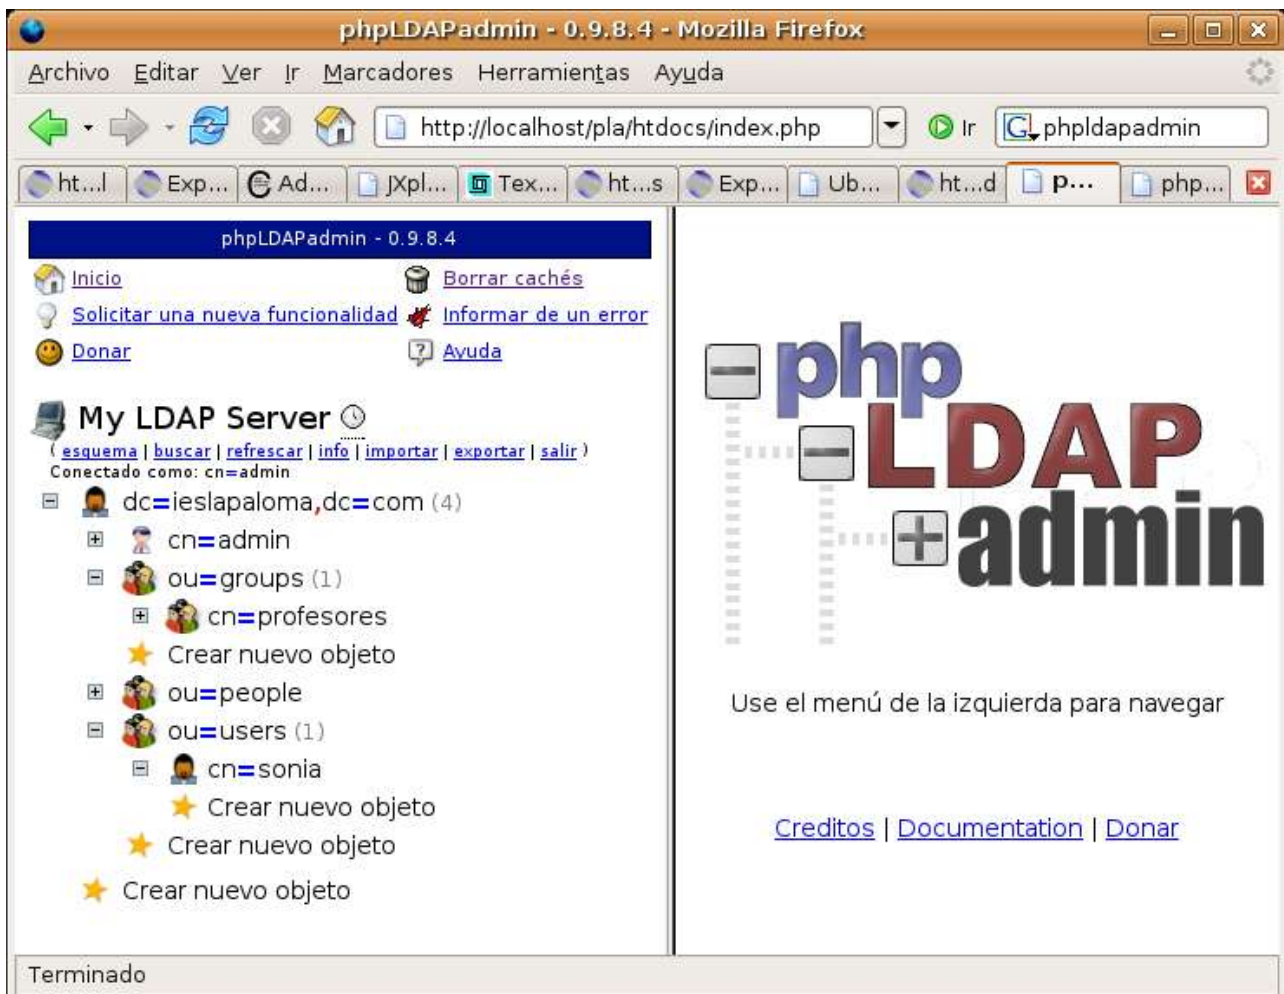 phpLDAPadmin - 0.9.8.4 - Mozilla Firefox
Archivo Editar Ver Ir Marcadores Herramientas Ayuda
http://localhost/pla/htdocs/index.php Ir G phpldapadmin
ht...l Exp... Ad... JXpl... Tex... ht...s Exp... Ub... ht...d p... php...
phpLDAPadmin - 0.9.8.4
Inicio Borrar cachés
Solicitar una nueva funcionalidad Informar de un error
Donar Ayuda
My LDAP Server
( esquema | buscar | refrescar | info | importar | exportar | salir )
Conectado como: cn=admin
dc=ieslapaloma,dc=com (4)
cn=admin
ou=groups (1)
cn=profesores
Crear nuevo objeto
ou=people
ou=users (1)
cn=sonia
Crear nuevo objeto
Crear nuevo objeto
Crear nuevo objeto
php
LDAP
admin
Use el menú de la izquierda para navegar
Creditos | Documentation | Donar
Terminado